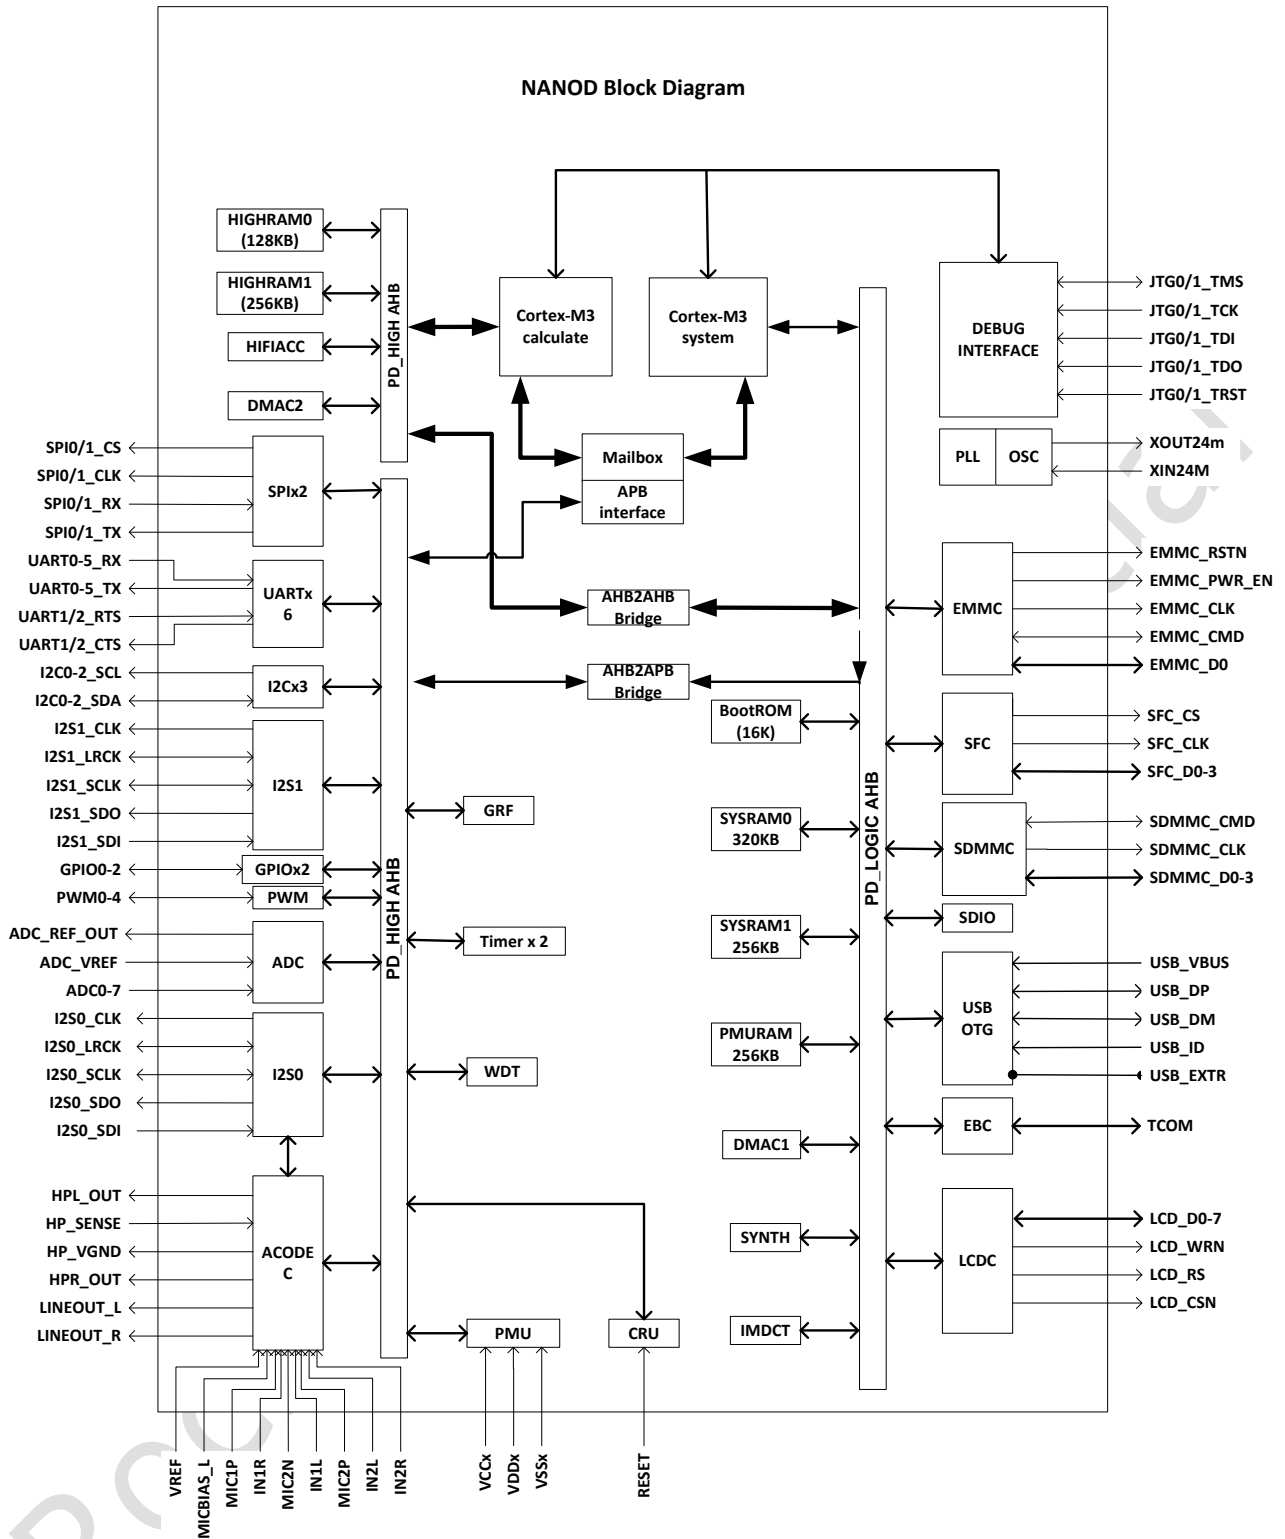 NANOD Block Diagram
HIGHRAM0
(128KB)
HIGHRAM1
(256KB)
HIFIACC
DMAC2
PD_HIGH AHB
Cortex-M3
calculate
Cortex-M3
system
DEBUG
INTERFACE
JTG0/1_TMS
JTG0/1_TCK
JTG0/1_TDI
JTG0/1_TDO
JTG0/1_TRST
PLL
OSC
XOUT24m
XIN24M
Mailbox
APB
interface
SPI0/1_CS
SPI0/1_CLK
SPI0/1_RX
SPI0/1_TX
SPIx2
UART0-5_RX
UART0-5_TX
UART1/2_RTS
UART1/2_CTS
UARTx
6
I2C0-2_SCL
I2C0-2_SDA
I2Cx3
I2S1_CLK
I2S1_LRCK
I2S1_SCLK
I2S1_SDO
I2S1_SDI
I2S1
GPIO0-2
GPIOx2
PWM0-4
PWM
ADC_REF_OUT
ADC_VREF
ADC0-7
ADC
I2S0_CLK
I2S0_LRCK
I2S0_SCLK
I2S0_SDO
I2S0_SDI
I2S0
HPL_OUT
HP_SENSE
HP_VGND
HPR_OUT
LINEOUT_L
LINEOUT_R
ACODE
C
PD_HIGH AHB
AHB2AHB
Bridge
AHB2APB
Bridge
GRF
Timer x 2
WDT
PMU
CRU
BootROM
(16K)
SYSRAM0
320KB
SYSRAM1
256KB
PMURAM
256KB
DMAC1
SYNTH
IMDCT
PD_LOGIC AHB
EMMC
EMMC_RSTN
EMMC_PWR_EN
EMMC_CLK
EMMC_CMD
EMMC_D0
SFC
SFC_CS
SFC_CLK
SFC_D0-3
SDMMC
SDMMC_CMD
SDMMC_CLK
SDMMC_D0-3
SDIO
USB
OTG
USB_VBUS
USB_DP
USB_DM
USB_ID
USB_EXTR
EBC
TCOM
LCDC
LCD_D0-7
LCD_WRN
LCD_RS
LCD_CSN
VREF
MICBIAS_L
MIC1P
IN1R
MIC2N
IN1L
MIC2P
IN2L
IN2R
VCCx
VDDx
VSSx
RESET